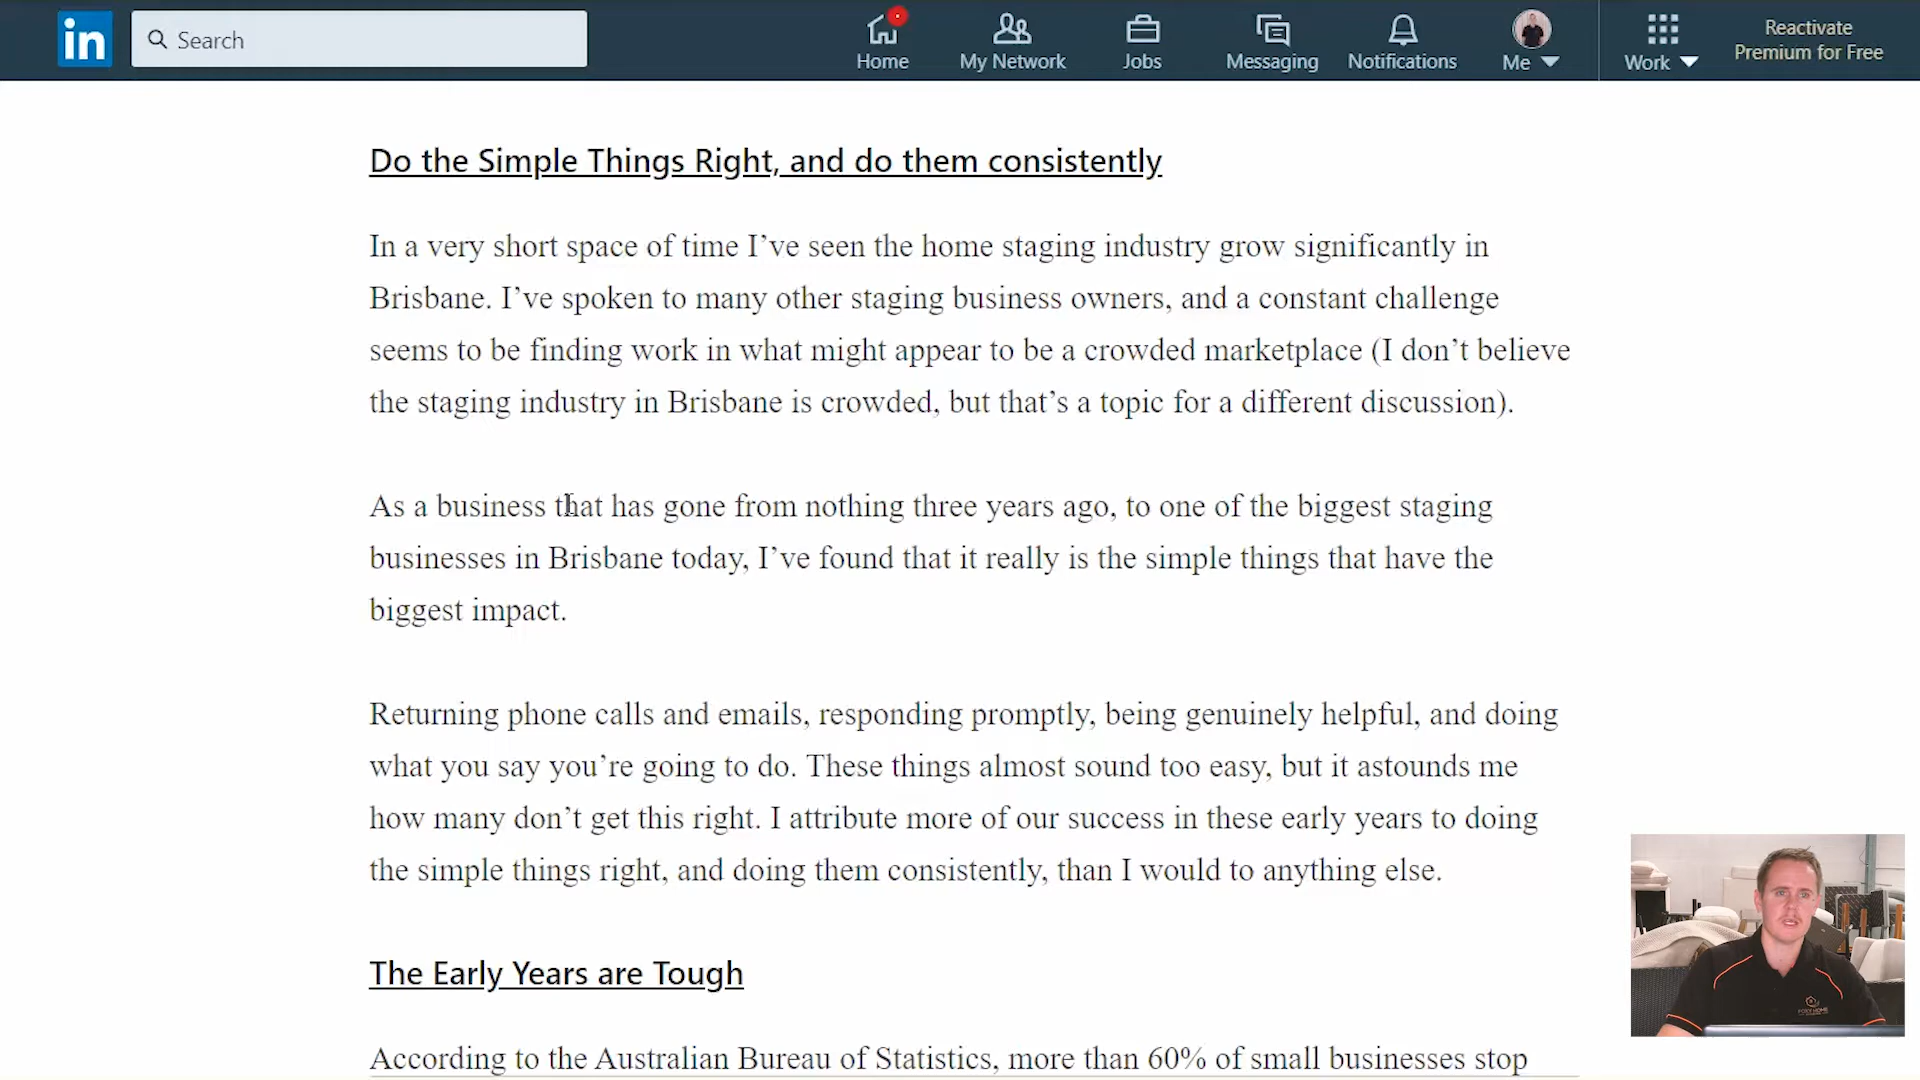 in
Search
Home
My Network
Jobs
Messaging
Notifications
Me
Work
Reactivate
Premium for Free
Do the Simple Things Right, and do them consistently
In a very short space of time I’ve seen the home staging industry grow significantly in
Brisbane. I’ve spoken to many other staging business owners, and a constant challenge
seems to be finding work in what might appear to be a crowded marketplace (I don’t believe
the staging industry in Brisbane is crowded, but that’s a topic for a different discussion).
As a business that has gone from nothing three years ago, to one of the biggest staging
businesses in Brisbane today, I’ve found that it really is the simple things that have the
biggest impact.
Returning phone calls and emails, responding promptly, being genuinely helpful, and doing
what you say you’re going to do. These things almost sound too easy, but it astounds me
how many don’t get this right. I attribute more of our success in these early years to doing
the simple things right, and doing them consistently, than I would to anything else.
The Early Years are Tough
According to the Australian Bureau of Statistics, more than 60% of small businesses stop